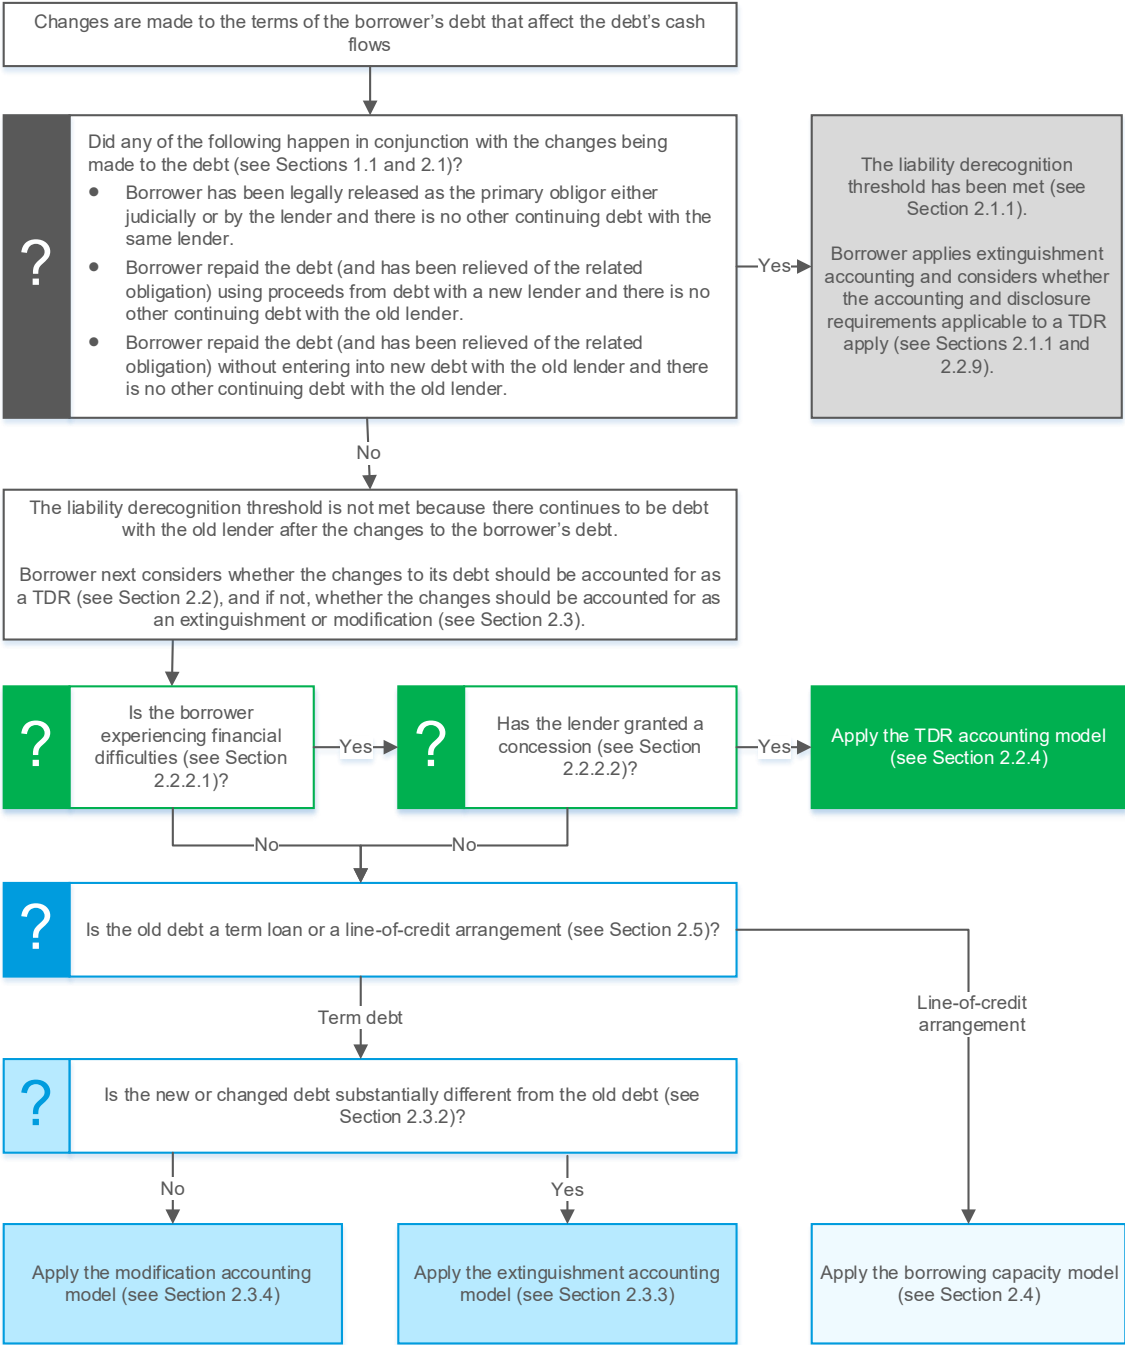 Changes are made to the terms of the borrower’s debt that affect the debt’s cash
flows
?
Did any of the following happen in conjunction with the changes being
made to the debt (see Sections 1.1 and 2.1)?
● Borrower has been legally released as the primary obligor either
judicially or by the lender and there is no other continuing debt with the
same lender.
● Borrower repaid the debt (and has been relieved of the related
obligation) using proceeds from debt with a new lender and there is no
other continuing debt with the old lender.
● Borrower repaid the debt (and has been relieved of the related
obligation) without entering into new debt with the old lender and there
is no other continuing debt with the old lender.
Yes
The liability derecognition
threshold has been met (see
Section 2.1.1).
Borrower applies extinguishment
accounting and considers whether
the accounting and disclosure
requirements applicable to a TDR
apply (see Sections 2.1.1 and
2.2.9).
No
The liability derecognition threshold is not met because there continues to be debt
with the old lender after the changes to the borrower’s debt.
Borrower next considers whether the changes to its debt should be accounted for as
a TDR (see Section 2.2), and if not, whether the changes should be accounted for as
an extinguishment or modification (see Section 2.3).
?
Is the borrower
experiencing financial
difficulties (see Section
2.2.2.1)?
Yes
?
Has the lender granted a
concession (see Section
2.2.2.2)?
Yes
Apply the TDR accounting model
(see Section 2.2.4)
No
No
?
Is the old debt a term loan or a line-of-credit arrangement (see Section 2.5)?
Term debt
Line-of-credit
arrangement
?
Is the new or changed debt substantially different from the old debt (see
Section 2.3.2)?
No
Yes
Apply the modification accounting
model (see Section 2.3.4)
Apply the extinguishment accounting
model (see Section 2.3.3)
Apply the borrowing capacity model
(see Section 2.4)